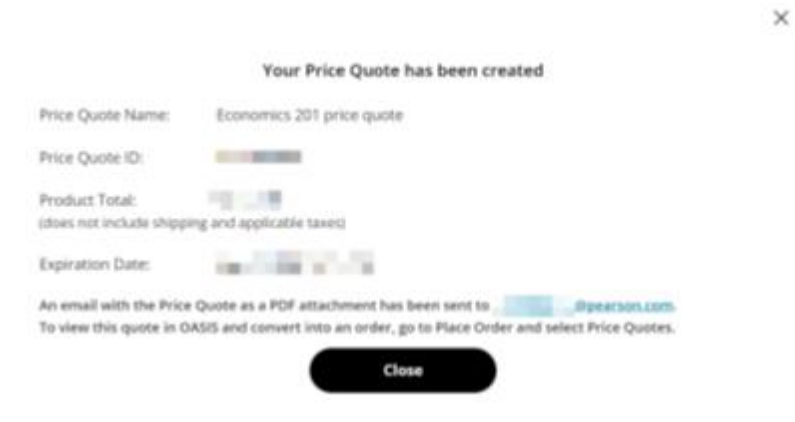 Your Price Quote has been created
Price Quote Name: Economics 201 price quote
Price Quote ID:
Product Total:
(does not include shipping and applicable taxes)
Expiration Date:
An email with the Price Quote as a PDF attachment has been sent to @pearson.com.
To view this quote in OASIS and convert into an order, go to Place Order and select Price Quotes.
Close